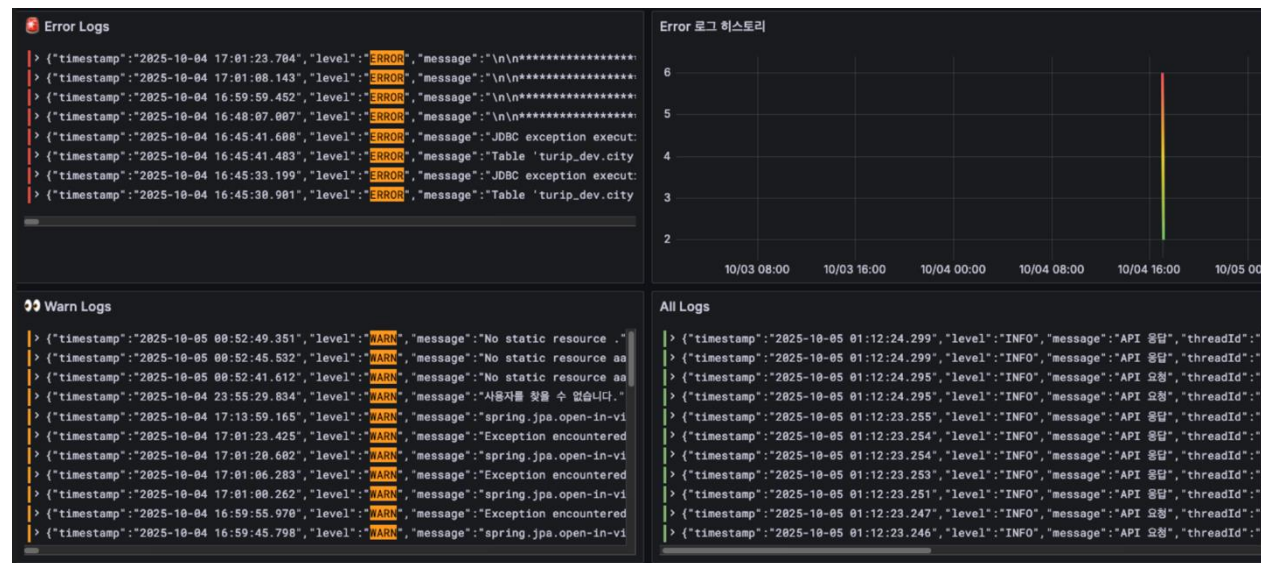 🚨 Error Logs
> {"timestamp":"2025-10-04 17:01:23.704","level":"ERROR","message":"\n\n*****************
> {"timestamp":"2025-10-04 17:01:08.143","level":"ERROR","message":"\n\n*****************
> {"timestamp":"2025-10-04 16:59:59.452","level":"ERROR","message":"\n\n*****************
> {"timestamp":"2025-10-04 16:48:07.007","level":"ERROR","message":"\n\n*****************
> {"timestamp":"2025-10-04 16:45:41.608","level":"ERROR","message":"JDBC exception execut
> {"timestamp":"2025-10-04 16:45:41.483","level":"ERROR","message":"Table 'turip_dev.city
> {"timestamp":"2025-10-04 16:45:33.199","level":"ERROR","message":"JDBC exception execut
> {"timestamp":"2025-10-04 16:45:30.901","level":"ERROR","message":"Table 'turip_dev.city
Error 로그 히스토리
6
5
4
3
2
10/03 08:00 10/03 16:00 10/04 00:00 10/04 08:00 10/04 16:00 10/05 00
👀 Warn Logs
> {"timestamp":"2025-10-05 00:52:49.351","level":"WARN","message":"No static resource ."
> {"timestamp":"2025-10-05 00:52:45.532","level":"WARN","message":"No static resource aa
> {"timestamp":"2025-10-05 00:52:41.612","level":"WARN","message":"No static resource aa
> {"timestamp":"2025-10-04 23:55:29.834","level":"WARN","message":"사용자를 찾을 수 없습니다."
> {"timestamp":"2025-10-04 17:13:59.165","level":"WARN","message":"spring.jpa.open-in-vi
> {"timestamp":"2025-10-04 17:01:23.425","level":"WARN","message":"Exception encountered
> {"timestamp":"2025-10-04 17:01:20.602","level":"WARN","message":"spring.jpa.open-in-vi
> {"timestamp":"2025-10-04 17:01:06.283","level":"WARN","message":"Exception encountered
> {"timestamp":"2025-10-04 17:01:00.262","level":"WARN","message":"spring.jpa.open-in-vi
> {"timestamp":"2025-10-04 16:59:55.970","level":"WARN","message":"Exception encountered
> {"timestamp":"2025-10-04 16:59:45.798","level":"WARN","message":"spring.jpa.open-in-vi
All Logs
> {"timestamp":"2025-10-05 01:12:24.299","level":"INFO","message":"API 응답","threadId":"
> {"timestamp":"2025-10-05 01:12:24.299","level":"INFO","message":"API 응답","threadId":"
> {"timestamp":"2025-10-05 01:12:24.295","level":"INFO","message":"API 요청","threadId":"
> {"timestamp":"2025-10-05 01:12:24.295","level":"INFO","message":"API 요청","threadId":"
> {"timestamp":"2025-10-05 01:12:23.255","level":"INFO","message":"API 응답","threadId":"
> {"timestamp":"2025-10-05 01:12:23.254","level":"INFO","message":"API 응답","threadId":"
> {"timestamp":"2025-10-05 01:12:23.254","level":"INFO","message":"API 응답","threadId":"
> {"timestamp":"2025-10-05 01:12:23.253","level":"INFO","message":"API 응답","threadId":"
> {"timestamp":"2025-10-05 01:12:23.251","level":"INFO","message":"API 응답","threadId":"
> {"timestamp":"2025-10-05 01:12:23.247","level":"INFO","message":"API 요청","threadId":"
> {"timestamp":"2025-10-05 01:12:23.246","level":"INFO","message":"API 요청","threadId":"